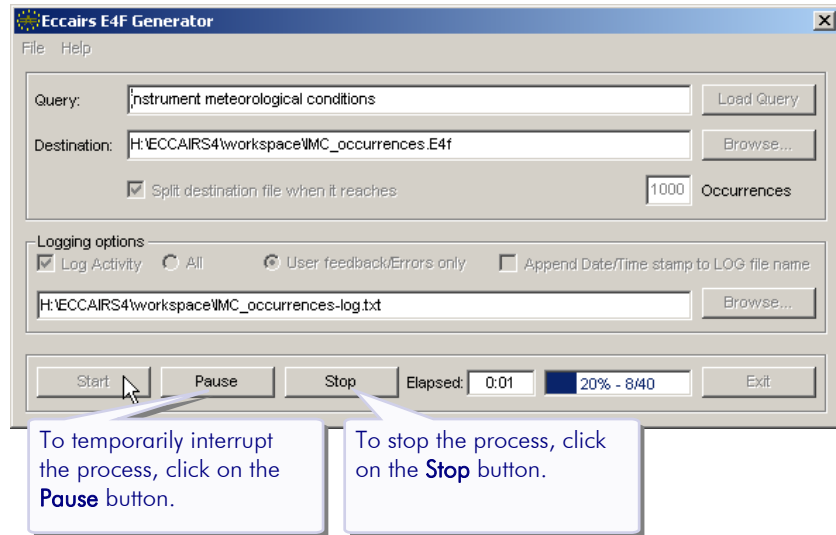 Eccairs E4F Generator
File Help
Query: Instrument meteorological conditions Load Query
Destination: H:\ECCAIRS4\workspace\IMC_occurrences.E4f Browse...
Split destination file when it reaches 1000 Occurrences
Logging options
Log Activity All User feedback/Errors only Append Date/Time stamp to LOG file name
H:\ECCAIRS4\workspace\IMC_occurrences-log.txt Browse...
Start Pause Stop Elapsed: 0:01 20% - 8/40 Exit
To temporarily interrupt
the process, click on the
Pause button.
To stop the process, click
on the Stop button.